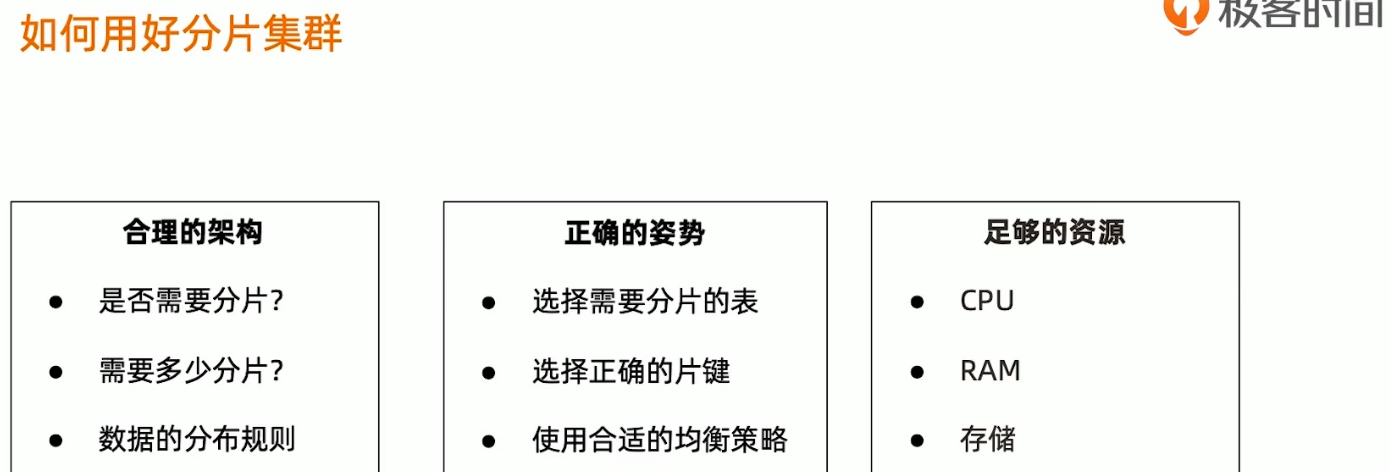 如何用好分片集群
极客时间
合理的架构
● 是否需要分片？
● 需要多少分片？
● 数据的分布规则
正确的姿势
● 选择需要分片的表
● 选择正确的片键
● 使用合适的均衡策略
足够的资源
● CPU
● RAM
● 存储